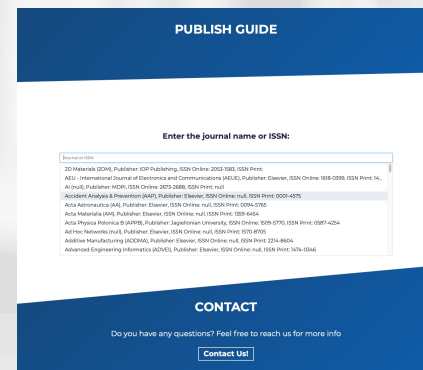 PUBLISH GUIDE
Enter the journal name or ISSN:
Journal or ISSN
2D Materials (2DM), Publisher: IOP Publishing, ISSN Online: 2053-1583, ISSN Print:
AEU - International Journal of Electronics and Communications (AEUE), Publisher: Elsevier, ISSN Online: 1618-0399, ISSN Print: 14...
AI (null), Publisher: MDPI, ISSN Online: 2673-2688, ISSN Print: null
Accident Analysis & Prevention (AAP), Publisher: Elsevier, ISSN Online: null, ISSN Print: 0001-4575
Acta Astronautica (AA), Publisher: Elsevier, ISSN Online: null, ISSN Print: 0094-5765
Acta Materialia (AM), Publisher: Elsevier, ISSN Online: null, ISSN Print: 1359-6454
Acta Physica Polonica B (APPB), Publisher: Jagiellonian University, ISSN Online: 1509-5770, ISSN Print: 0587-4254
Ad Hoc Networks (null), Publisher: Elsevier, ISSN Online: null, ISSN Print: 1570-8705
Additive Manufacturing (ADDMA), Publisher: Elsevier, ISSN Online: null, ISSN Print: 2214-8604
Advanced Engineering Informatics (ADVEI), Publisher: Elsevier, ISSN Online: null, ISSN Print: 1474-0346
CONTACT
Do you have any questions? Feel free to reach us for more info
Contact Us!